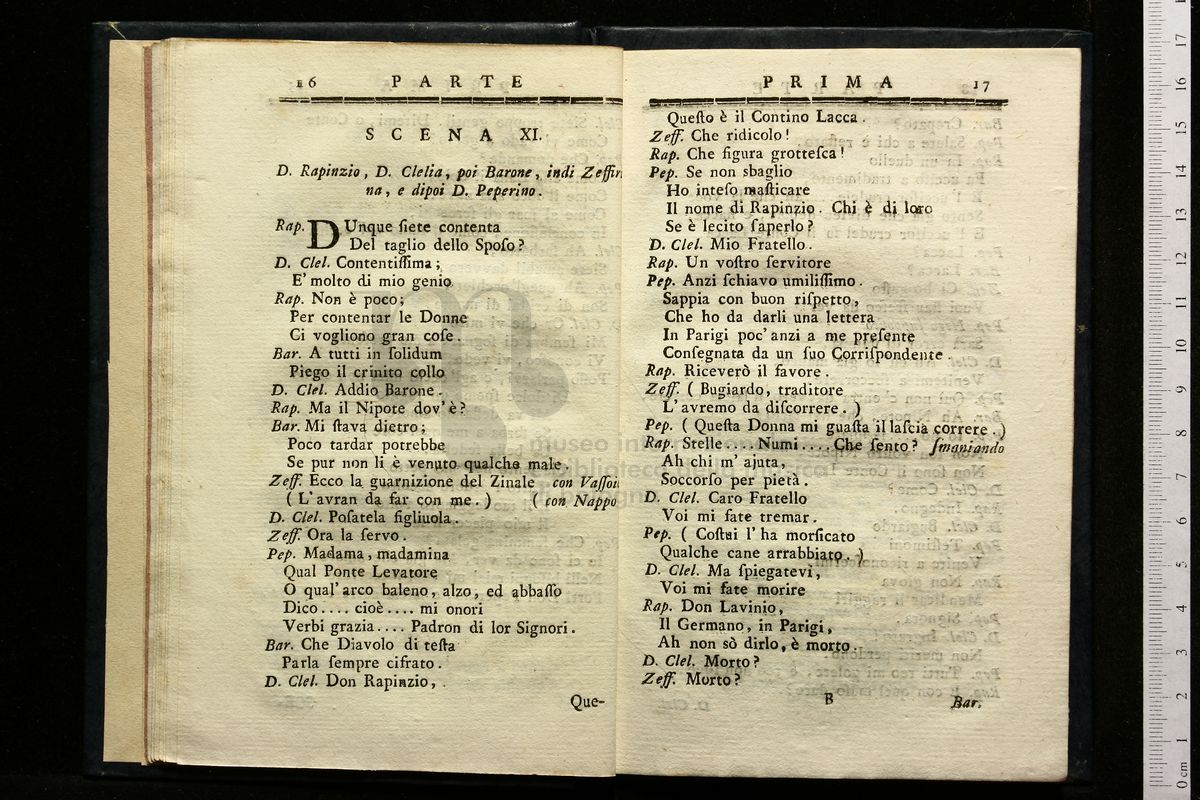 16 PARTE
SCENA XI.
D. Rapinzio, D. Clelia, poi Barone, indi Zeffiri
na, e dipoi D. Peperino.
Rap. DUnque ſiete contenta
Del taglio dello Spoſo?
D. Clel. Contentiſſima;
E' molto di mio genio
Rap. Non è poco;
Per contentar le Donne
Ci vogliono gran coſe.
Bar. A tutti in ſolidum
Piego il crinito collo
D. Clel. Addio Barone.
Rap. Ma il Nipote dov'è?
Bar. Mi ſtava dietro;
Poco tardar potrebbe
Se pur non li è venuto qualche male.
Zeff. Ecco la guarnizione del Zinale con Vaſſoi
( L'avran da far con me. ) ( con Nappo
D. Clel. Poſatela figliuola.
Zeff. Ora la ſervo.
Pep. Madama, madamina
Qual Ponte Levatore
O qual'arco baleno, alzo, ed abbaſſo
Dico.... cioè.... mi onori
Verbi grazia.... Padron di lor Signori.
Bar. Che Diavolo di teſta
Parla ſempre cifrato.
D. Clel. Don Rapinzio,
Que-
PRIMA 17
Queſto è il Contino Lacca.
Zeff. Che ridicolo!
Rap. Che figura grotteſca!
Pep. Se non sbaglio
Ho inteſo maſticare
Il nome di Rapinzio. Chi è di loro
Se è lecito ſaperlo?
D. Clel. Mio Fratello.
Rap. Un voſtro ſervitore
Pep. Anzi ſchiavo umiliſſimo.
Sappia con buon riſpetto,
Che ho da darli una lettera
In Parigi poc'anzi a me preſente
Conſegnata da un ſuo Corriſpondente.
Rap. Riceverò il favore.
Zeff. ( Bugiardo, traditore
L'avremo da diſcorrere. )
Pep. ( Queſta Donna mi guaſta il laſcia correre. )
Rap. Stelle.... Numi.... Che ſento? ſmaniando
Ah chi m' ajuta,
Soccorſo per pietà.
D. Clel. Caro Fratello
Voi mi fate tremar.
Pep. ( Coſtui l'ha morſicato
Qualche cane arrabbiato. )
D. Clel. Ma ſpiegatevi,
Voi mi fate morire
Rap. Don Lavinio,
Il Germano, in Parigi,
Ah non sò dirlo, è morto.
D. Clel. Morto?
Zeff. Morto?
B Bar.